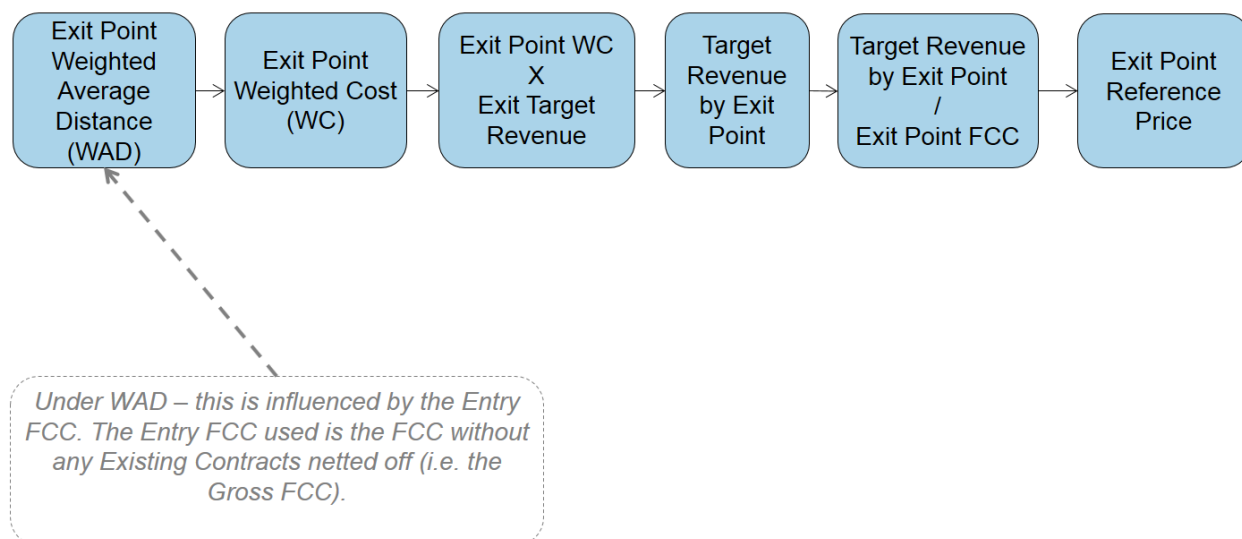 Exit Point
Weighted
Average
Distance
(WAD)
Exit Point
Weighted Cost
(WC)
Exit Point WC
X
Exit Target
Revenue
Target
Revenue
by Exit
Point
Target Revenue
by Exit Point
/
Exit Point FCC
Exit Point
Reference
Price
Under WAD – this is influenced by the Entry
FCC. The Entry FCC used is the FCC without
any Existing Contracts netted off (i.e. the
Gross FCC).